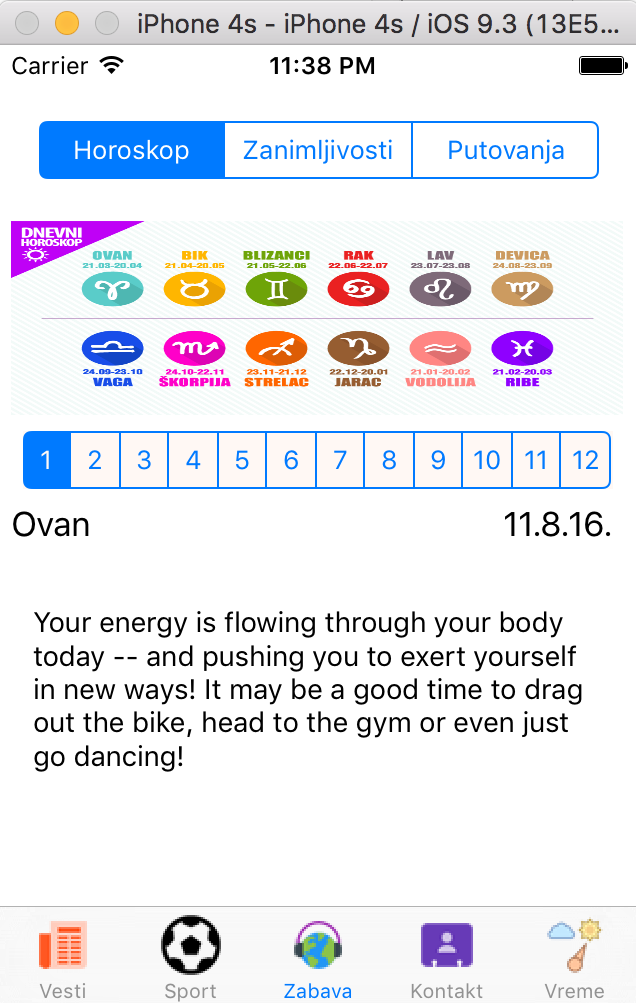 iPhone 4s - iPhone 4s / iOS 9.3 (13E5...
Carrier 11:38 PM
Horoskop Zanimljivosti Putovanja
DNEVNI
HOROSKOP
OVAN BIK BLIZANCI RAK LAV DEVICA
21.03-20.04 21.04-20.05 21.05-22.06 22.06-22.07 23.07-23.08 24.08-23.09
24.09-23.10 24.10-22.11 23.11-21.12 22.12-20.01 21.01-20.02 21.02-20.03
VAGA ŠKORPIJA STRELAC JARAC VODOLIJA RIBE
1 2 3 4 5 6 7 8 9 10 11 12
Ovan 11.8.16.
Your energy is flowing through your body
today -- and pushing you to exert yourself
in new ways! It may be a good time to drag
out the bike, head to the gym or even just
go dancing!
Vesti Sport Zabava Kontakt Vreme